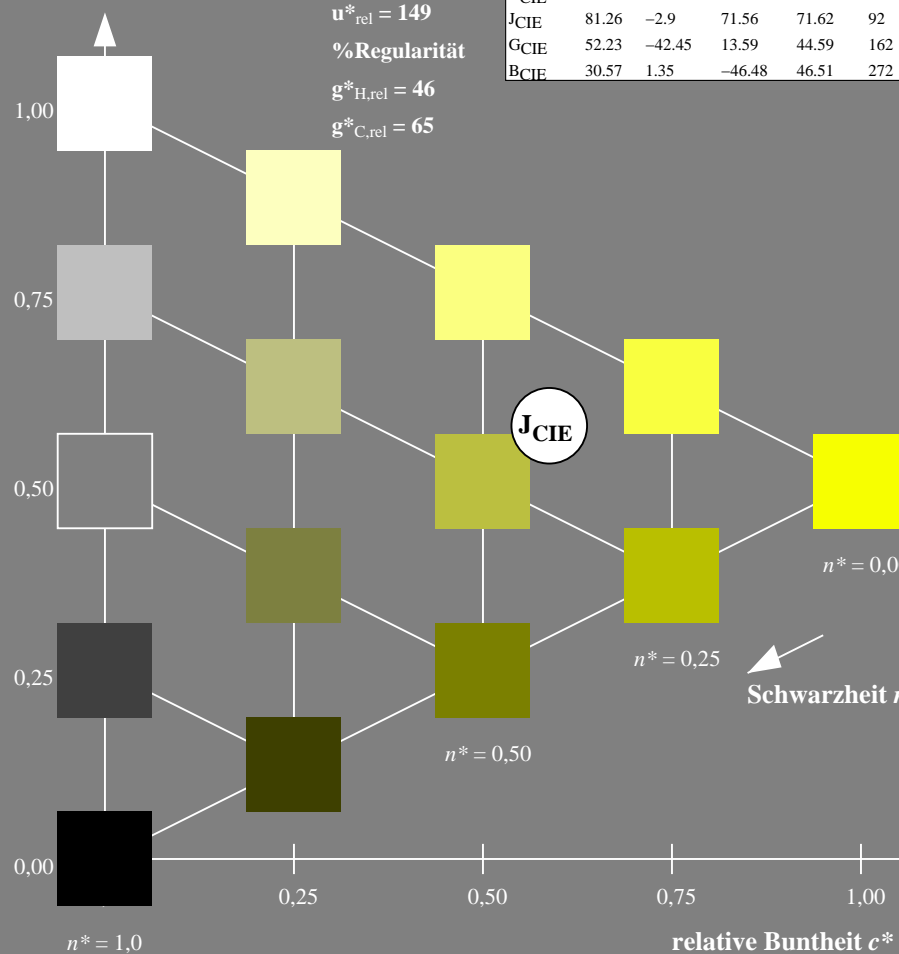 u*rel = 149
%Regularität
g*H,rel = 46
g*C,rel = 65
JCIE 81.26 −2.9 71.56 71.62 92
GCIE 52.23 −42.45 13.59 44.59 162
BCIE 30.57 1.35 −46.48 46.51 272
1,00
0,75
JCIE
0,50
n* = 0,0
0,25
n* = 0,25
Schwarzheit
n* = 0,50
0,00
0,25 0,50 0,75 1,00
n* = 1,0
relative Buntheit c*